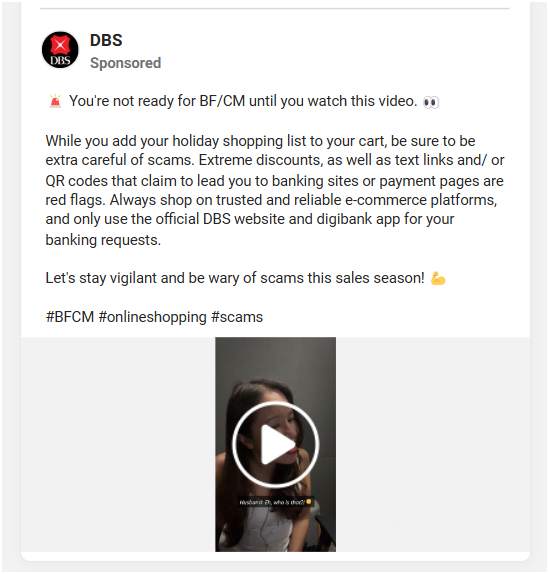 DBS
DBS
Sponsored
🚨 You're not ready for BF/CM until you watch this video. 👀
While you add your holiday shopping list to your cart, be sure to be
extra careful of scams. Extreme discounts, as well as text links and/ or
QR codes that claim to lead you to banking sites or payment pages are
red flags. Always shop on trusted and reliable e-commerce platforms,
and only use the official DBS website and digibank app for your
banking requests.
Let's stay vigilant and be wary of scams this sales season! 💪
#BFCM #onlineshopping #scams
Husband: Eh, who is that?! 🤨